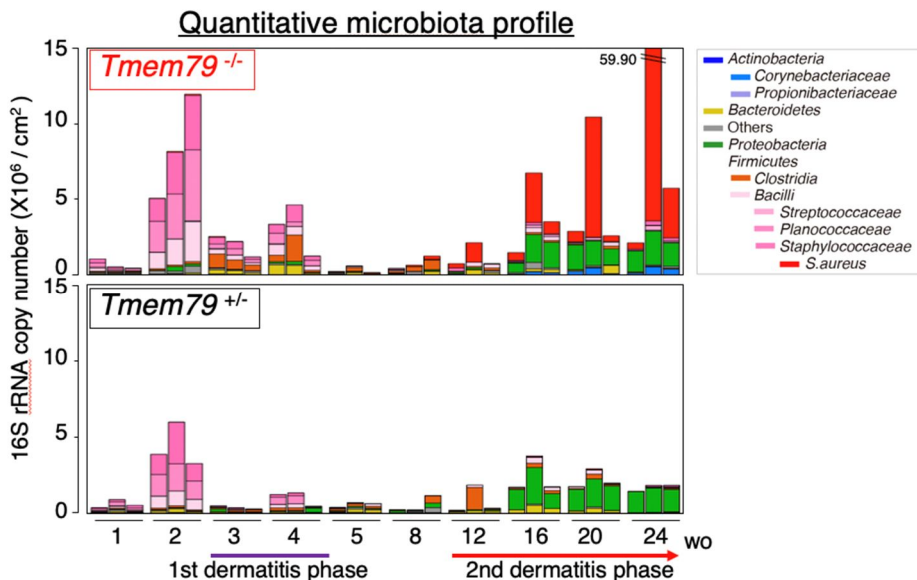 Quantitative microbiota profile
16S rRNA copy number (X10⁶ / cm²)
15
10
5
0
Tmem79 -/-
59.90
Actinobacteria
Corynebacteriaceae
Propionibacteriaceae
Bacteroidetes
Others
Proteobacteria
Firmicutes
Clostridia
Bacilli
Streptococcaceae
Planococcaceae
Staphylococcaceae
S.aureus
15
10
5
0
Tmem79 +/-
1 2 3 4 5 8 12 16 20 24 wo
1st dermatitis phase 2nd dermatitis phase